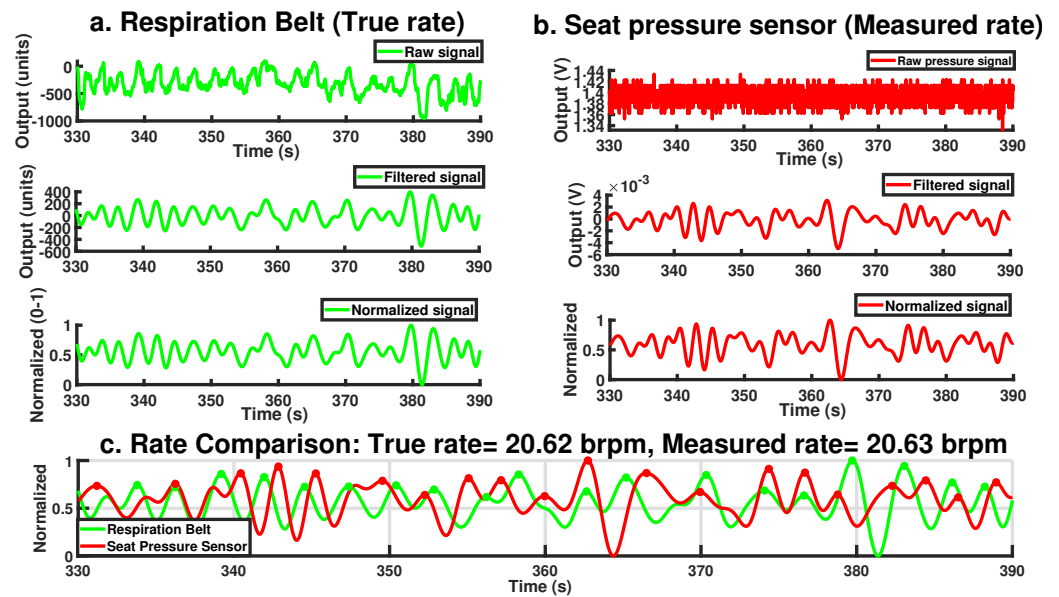 a. Respiration Belt (True rate)
Raw signal
Output (units)
0
-500
-1000
330 340 350 360 370 380 390
Time (s)
Filtered signal
Output (units)
400
200
0
-200
-400
-600
330 340 350 360 370 380 390
Normalized signal
Normalized (0-1)
1
0.5
0
330 340 350 360 370 380 390
Time (s)
b. Seat pressure sensor (Measured rate)
Raw pressure signal
Output (V)
1.44
1.42
1.4
1.38
1.36
1.34
330 340 350 360 370 380 390
Time (s)
Filtered signal
×10⁻³
Output (V)
4
2
0
-2
-4
-6
330 340 350 360 370 380 390
Normalized signal
Normalized
1
0.5
0
330 340 350 360 370 380 390
Time (s)
c. Rate Comparison: True rate= 20.62 brpm, Measured rate= 20.63 brpm
Normalized
1
0.5
0
Respiration Belt
Seat Pressure Sensor
330 340 350 360 370 380 390
Time (s)